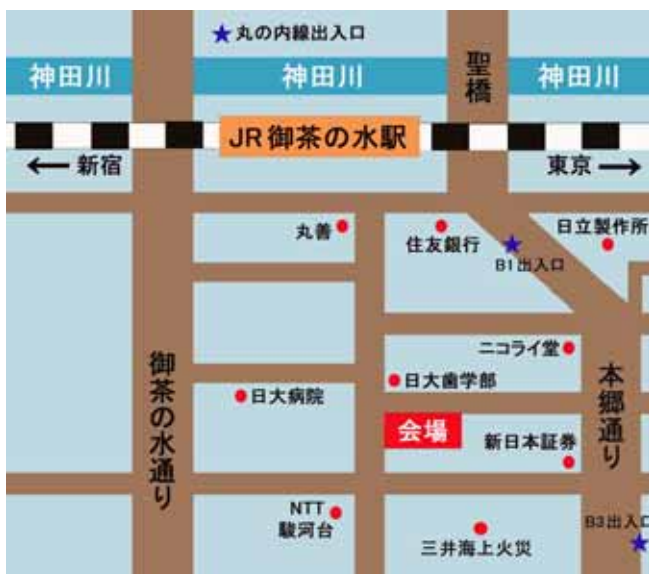 丸の内線出入口
神田川
神田川
聖橋
神田川
JR御茶の水駅
←新宿
東京→
丸善
住友銀行
B1出入口
日立製作所
御茶の水通り
ニコライ堂
日大歯学部
本郷通り
日大病院
会場
新日本証券
NTT
駿河台
三井海上火災
B3出入口